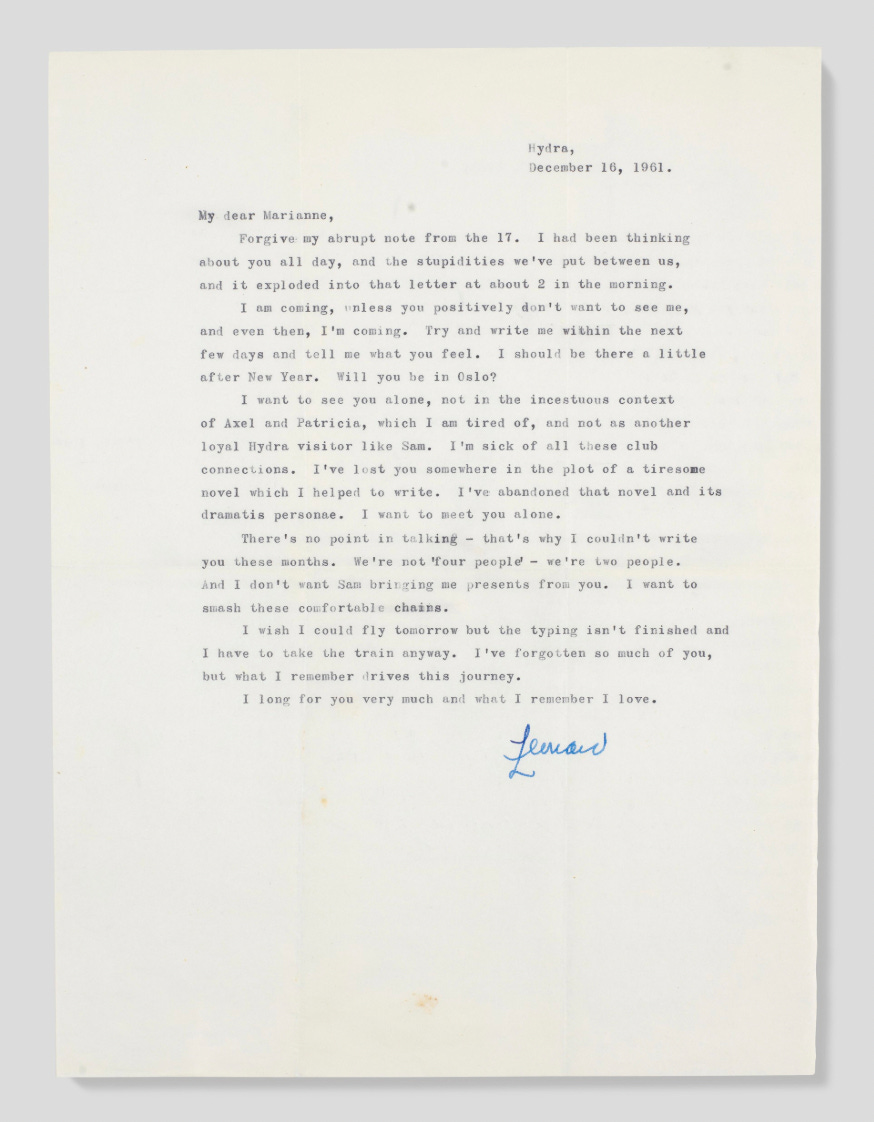 Hydra,
December 16, 1961.
My dear Marianne,
Forgive my abrupt note from the 17. I had been thinking
about you all day, and the stupidities we've put between us,
and it exploded into that letter at about 2 in the morning.
I am coming, unless you positively don't want to see me,
and even then, I'm coming. Try and write me within the next
few days and tell me what you feel. I should be there a little
after New Year. Will you be in Oslo?
I want to see you alone, not in the incestuous context
of Axel and Patricia, which I am tired of, and not as another
loyal Hydra visitor like Sam. I'm sick of all these club
connections. I've lost you somewhere in the plot of a tiresome
novel which I helped to write. I've abandoned that novel and its
dramatis personae. I want to meet you alone.
There's no point in talking - that's why I couldn't write
you these months. We're not 'four people' - we're two people.
And I don't want Sam bringing me presents from you. I want to
smash these comfortable chains.
I wish I could fly tomorrow but the typing isn't finished and
I have to take the train anyway. I've forgotten so much of you,
but what I remember drives this journey.
I long for you very much and what I remember I love.
Leonard